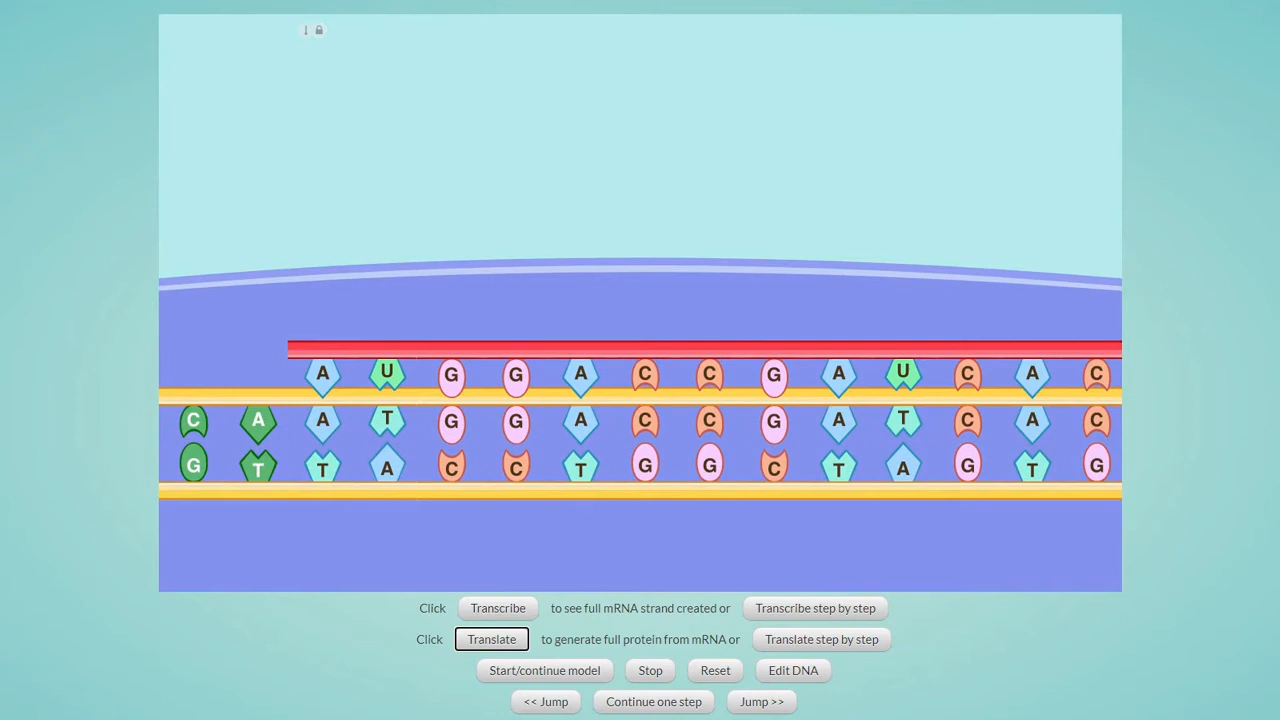 A U G G A C C G A U C A C
C A A T G G A C C G A T C A C
G T T A C C T G G C T A G T G
Click Transcribe to see full mRNA strand created or Transcribe step by step
Click Translate to generate full protein from mRNA or Translate step by step
Start/continue model Stop Reset Edit DNA
<< Jump Continue one step Jump >>